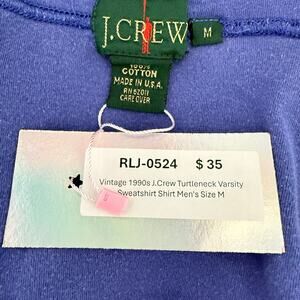 J.CREW
M
100%
COTTON
MADE IN U.S.A.
RN 62011
CARE OVER
RLJ-0524 $ 35
Vintage 1990s J.Crew Turtleneck Varsity
Sweatshirt Shirt Men's Size M